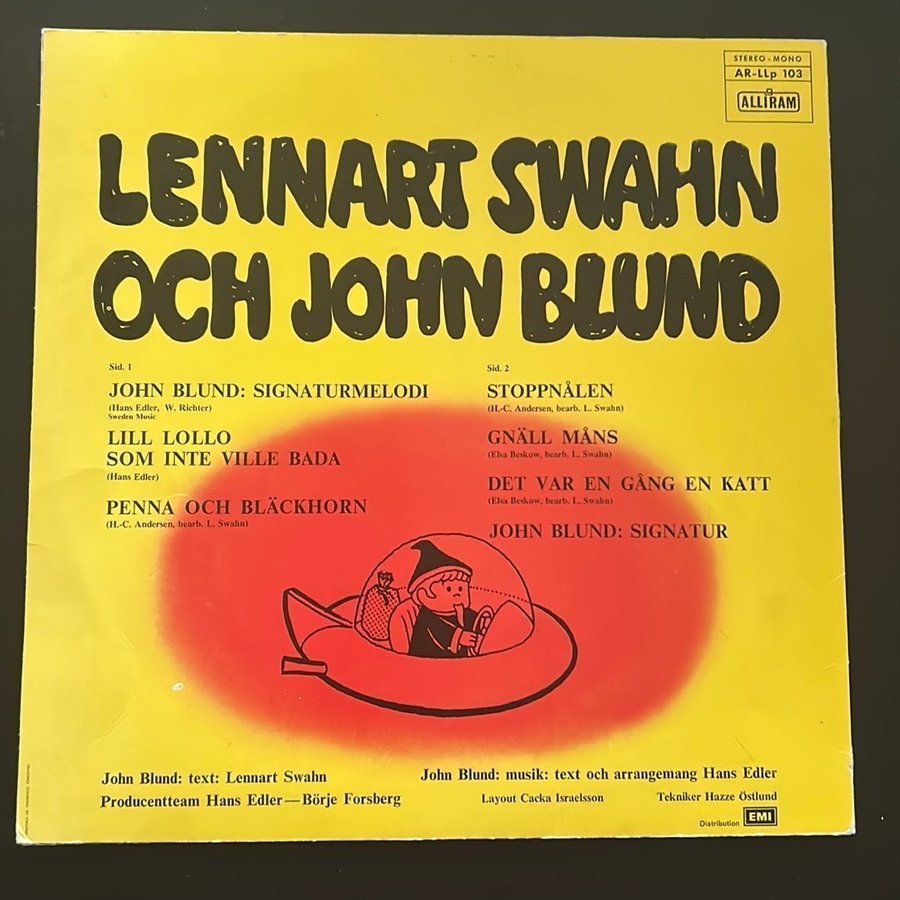 STEREO - MONO
AR-LLp 103
ALLIRAM
LENNART SWAHN
OCH JOHN BLUND
Sid. 1
JOHN BLUND: SIGNATURMELODI
(Hans Edler, W. Richter)
Sweden Music
LILL LOLLO
SOM INTE VILLE BADA
(Hans Edler)
PENNA OCH BLÄCKHORN
(H.-C. Andersen, bearb. L. Swahn)
Sid. 2
STOPPNÅLEN
(H.-C. Andersen, bearb. L. Swahn)
GNÄLL MÅNS
(Elsa Beskow, bearb. L. Swahn)
DET VAR EN GÅNG EN KATT
(Elsa Beskow, bearb. L. Swahn)
JOHN BLUND: SIGNATUR
John Blund: text: Lennart Swahn
Producentteam Hans Edler — Börje Forsberg
John Blund: musik: text och arrangemang Hans Edler
Layout Cacka Israelsson
Tekniker Hazze Östlund
Distribution EMI